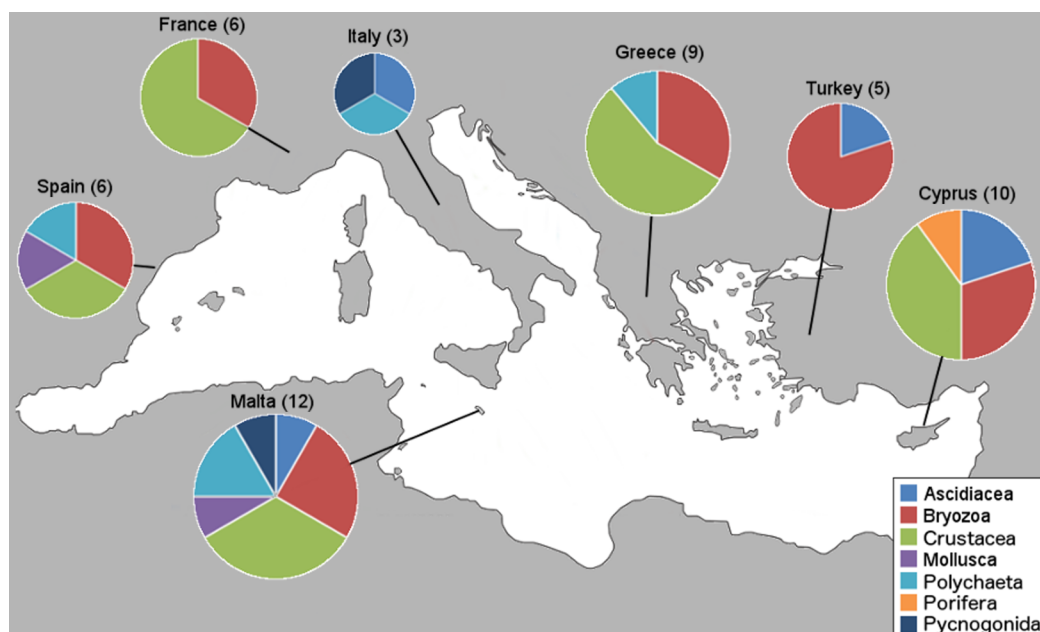 France (6)
Italy (3)
Greece (9)
Turkey (5)
Spain (6)
Cyprus (10)
Malta (12)
Ascidiacea
Bryozoa
Crustacea
Mollusca
Polychaeta
Porifera
Pycnogonida